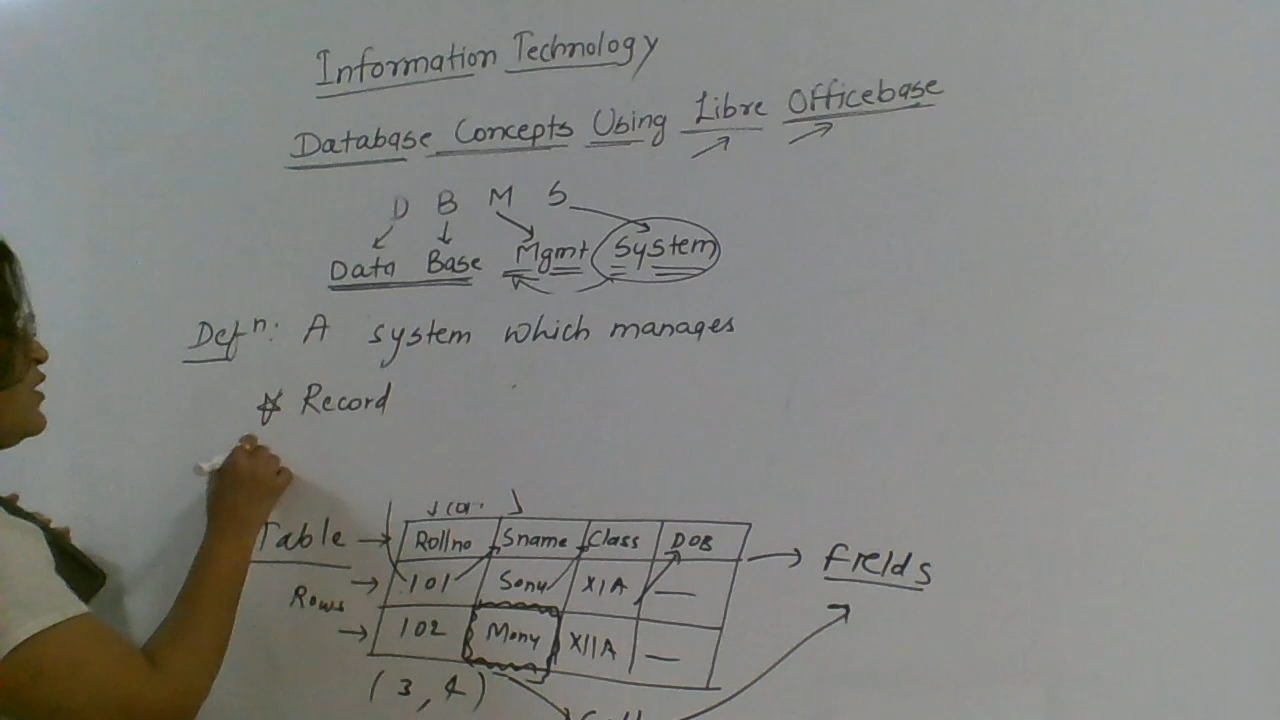 Information Technology
Database Concepts Using Libre Officebase
D B M S
Data Base Mgmt System
Defn: A system which manages
* Record
Table Rollno Sname Class DOB Fields
Rows 101 Sony XIA —
102 Mony XIIA —
(3, 4)